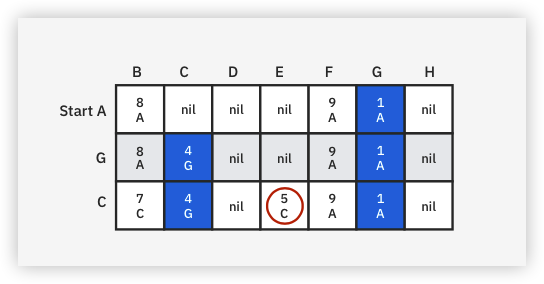 B C D E F G H
Start A
8 nil nil nil 9 1 nil
A A A
G
8 4 nil nil 9 1 nil
A G A A
C
7 4 nil 5 9 1 nil
C G C A A